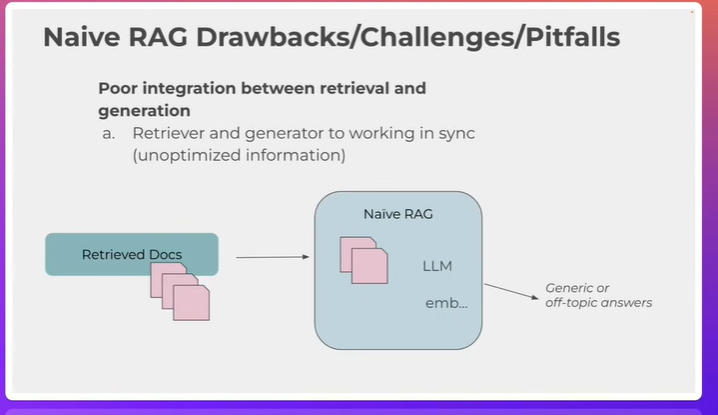 Naive RAG Drawbacks/Challenges/Pitfalls
Poor integration between retrieval and
generation
a. Retriever and generator to working in sync
(unoptimized information)
Retrieved Docs
Naïve RAG
LLM
emb...
Generic or
off-topic answers